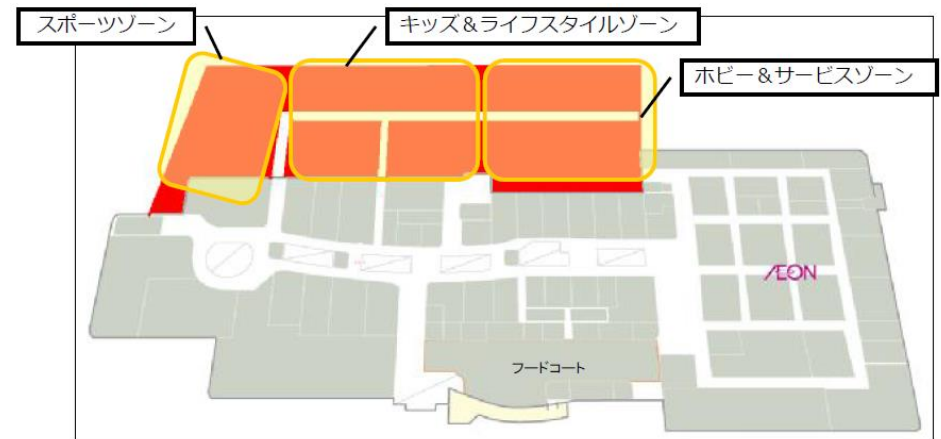 スポーツゾーン
キッズ＆ライフスタイルゾーン
ホビー＆サービスゾーン
ÆON
フードコート